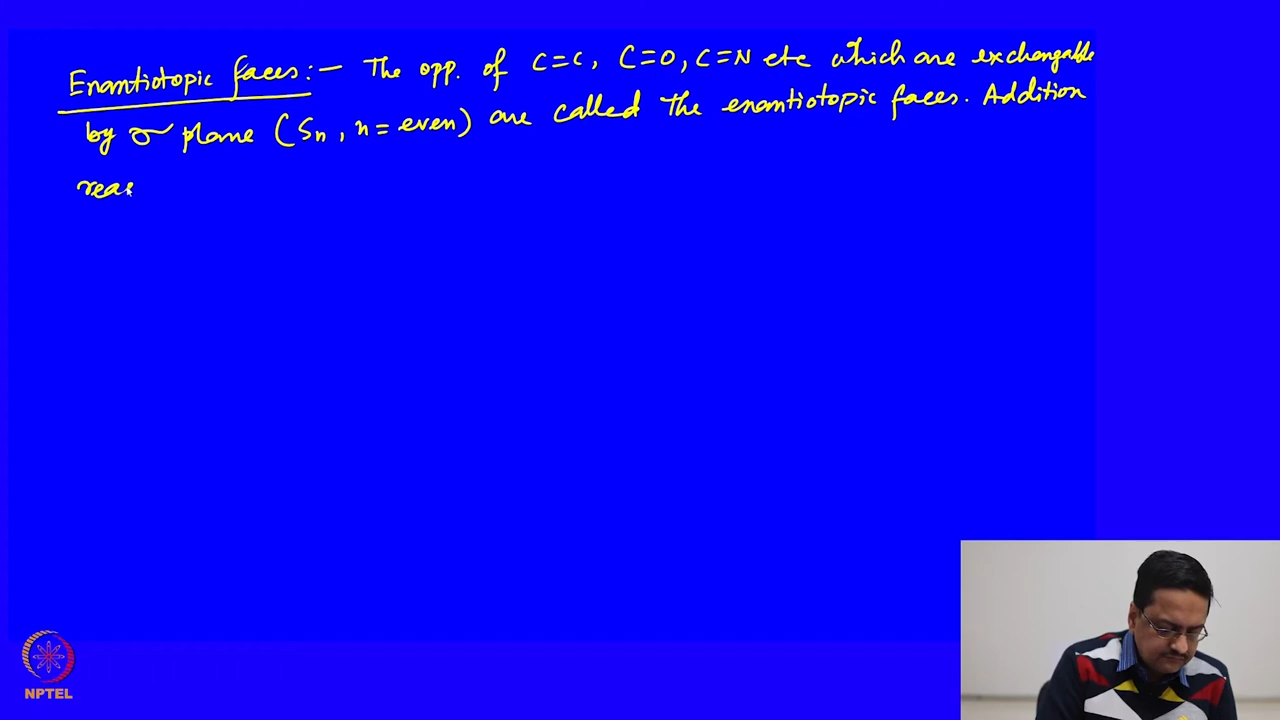 Enantiotopic faces:- The opp. of C=C, C=O, C=N etc which are exchangable
by σ plane (Sn, n = even) are called the enantiotopic faces. Addition
reas
NPTEL